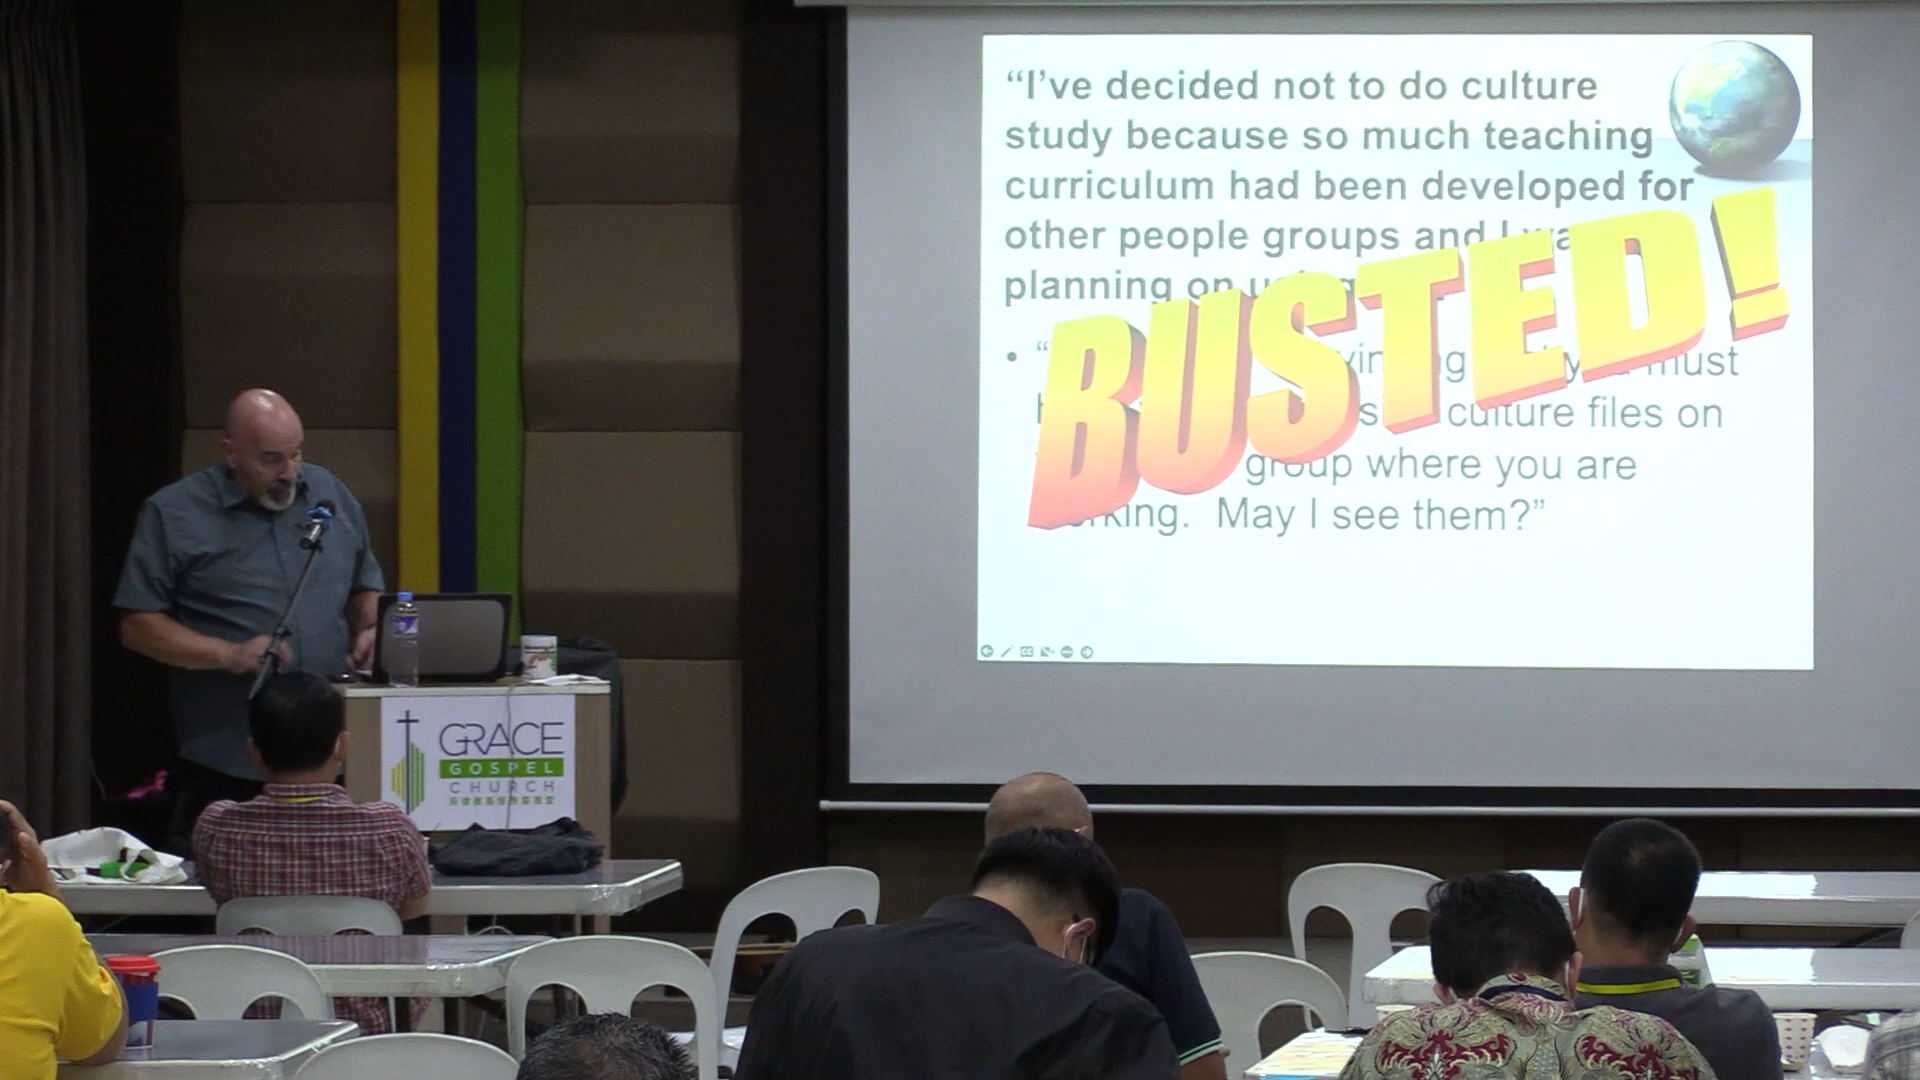 “I’ve decided not to do culture
study because so much teaching
curriculum had been developed for
other people groups and I
planning on
BUSTED!
must
culture files on
group where you are
May I see them?”
GRACE
GOSPEL
CHURCH